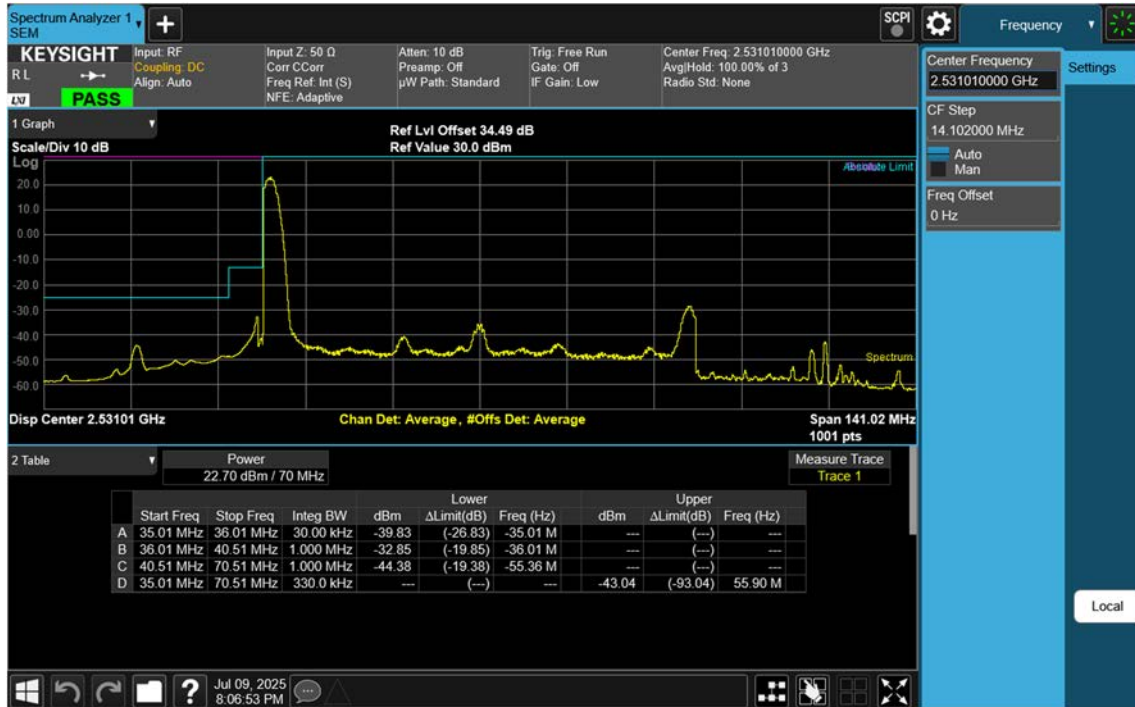 Spectrum Analyzer 1
SEM
SCPI
Frequency
KEYSIGHT
R L
LXI
PASS
Input: RF
Coupling: DC
Align: Auto
Input Z: 50 Ω
Corr CCorr
Freq Ref: Int (S)
NFE: Adaptive
Atten: 10 dB
Preamp: Off
µW Path: Standard
Trig: Free Run
Gate: Off
IF Gain: Low
Center Freq: 2.531010000 GHz
Avg|Hold: 100.00% of 3
Radio Std: None
Center Frequency
2.531010000 GHz
Settings
CF Step
14.102000 MHz
Auto
Man
Freq Offset
0 Hz
Local
1 Graph
Scale/Div 10 dB
Ref Lvl Offset 34.49 dB
Ref Value 30.0 dBm
Log
Absolute Limit
20.0
10.0
0.00
-10.0
-20.0
-30.0
-40.0
-50.0
-60.0
Spectrum
Disp Center 2.53101 GHz
Chan Det: Average, #Offs Det: Average
Span 141.02 MHz
1001 pts
2 Table
Power
22.70 dBm / 70 MHz
Measure Trace
Trace 1
Lower Upper
Start Freq Stop Freq Integ BW dBm ΔLimit(dB) Freq (Hz) dBm ΔLimit(dB) Freq (Hz)
A 35.01 MHz 36.01 MHz 30.00 kHz -39.83 (-26.83) -35.01 M --- (---) ---
B 36.01 MHz 40.51 MHz 1.000 MHz -32.85 (-19.85) -36.01 M --- (---) ---
C 40.51 MHz 70.51 MHz 1.000 MHz -44.38 (-19.38) -55.36 M --- (---) ---
D 35.01 MHz 70.51 MHz 330.0 kHz --- (---) --- -43.04 (-93.04) 55.90 M
?
Jul 09, 2025
8:06:53 PM